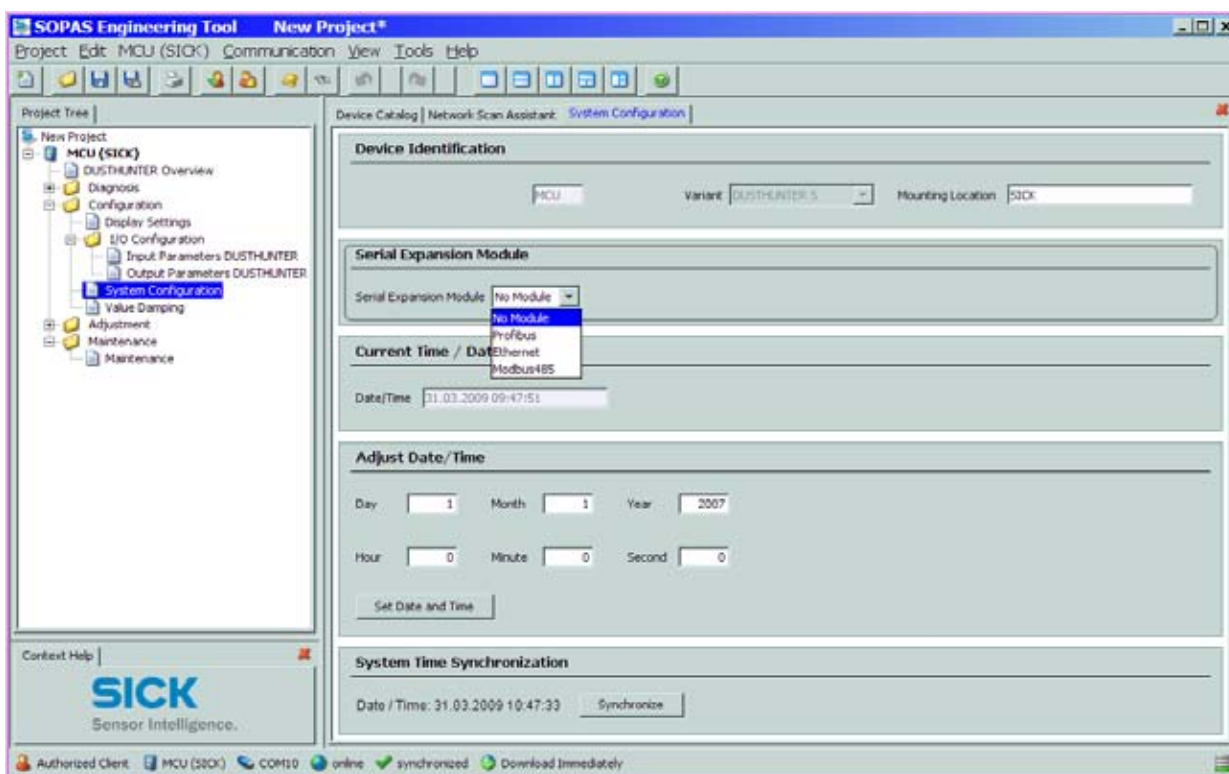 SOPAS Engineering Tool New Project*
Project Edit MCU (SICK) Communication View Tools Help
Project Tree
New Project
MCU (SICK)
DUSTHUNTER Overview
Diagnosis
Configuration
Display Settings
I/O Configuration
Input Parameters DUSTHUNTER
Output Parameters DUSTHUNTER
System Configuration
Value Damping
Adjustment
Maintenance
Maintenance
Context Help
SICK
Sensor Intelligence.
Device Catalog Network Scan Assistant System Configuration
Device Identification
MCU Variant DUSTHUNTER S Mounting Location SICK
Serial Expansion Module
Serial Expansion Module No Module
No Module
Profibus
Ethernet
Modbus485
Current Time / Dat
Date/Time 31.03.2009 09:47:51
Adjust Date/Time
Day 1 Month 1 Year 2007
Hour 0 Minute 0 Second 0
Set Date and Time
System Time Synchronization
Date / Time: 31.03.2009 10:47:33 Synchronize
Authorized Client MCU (SICK) COM10 online synchronized Download Immediately